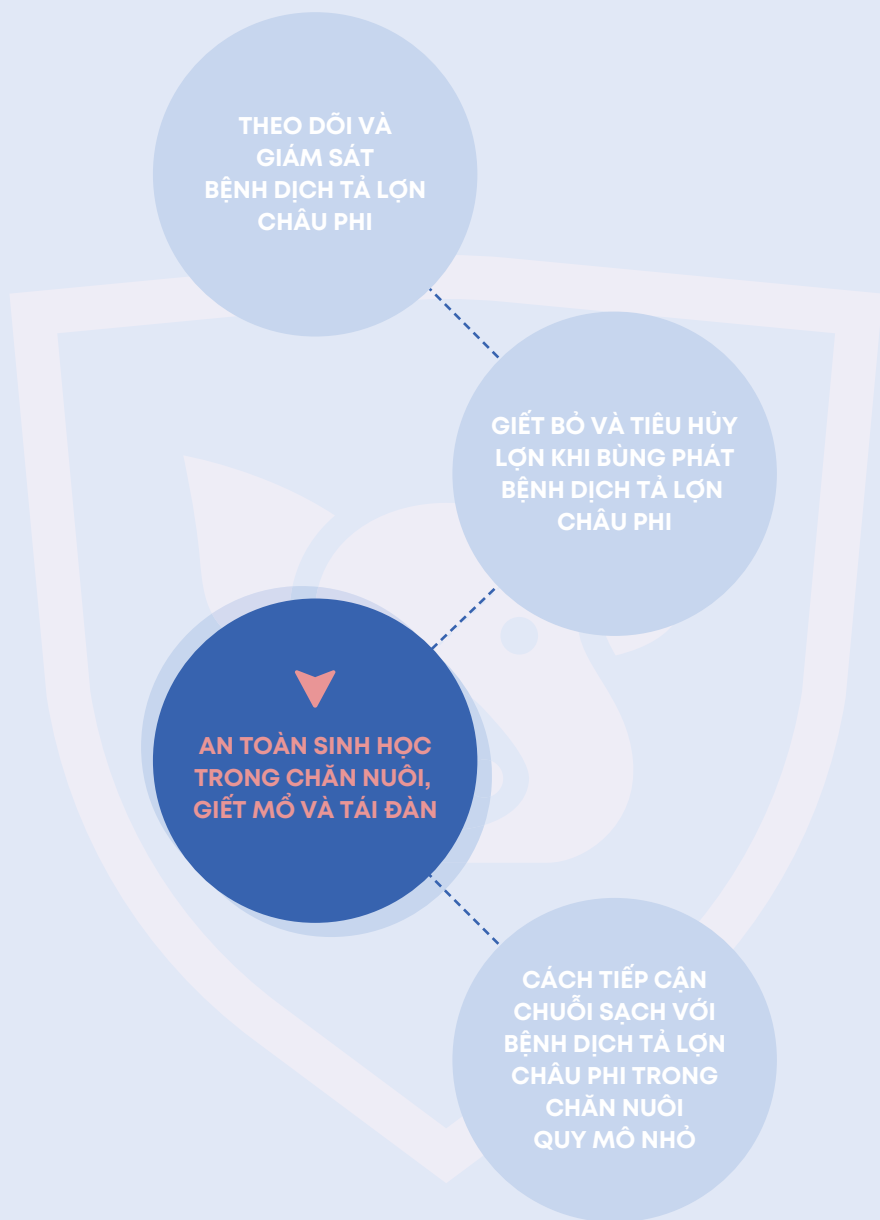 THEO DÕI VÀ
GIÁM SÁT
BỆNH DỊCH TẢ LỢN
CHÂU PHI
GIẾT BỎ VÀ TIÊU HỦY
LỢN KHI BÙNG PHÁT
BỆNH DỊCH TẢ LỢN
CHÂU PHI
AN TOÀN SINH HỌC
TRONG CHĂN NUÔI,
GIẾT MỔ VÀ TÁI ĐÀN
CÁCH TIẾP CẬN
CHUỖI SẠCH VỚI
BỆNH DỊCH TẢ LỢN
CHÂU PHI TRONG
CHĂN NUÔI
QUY MÔ NHỎ